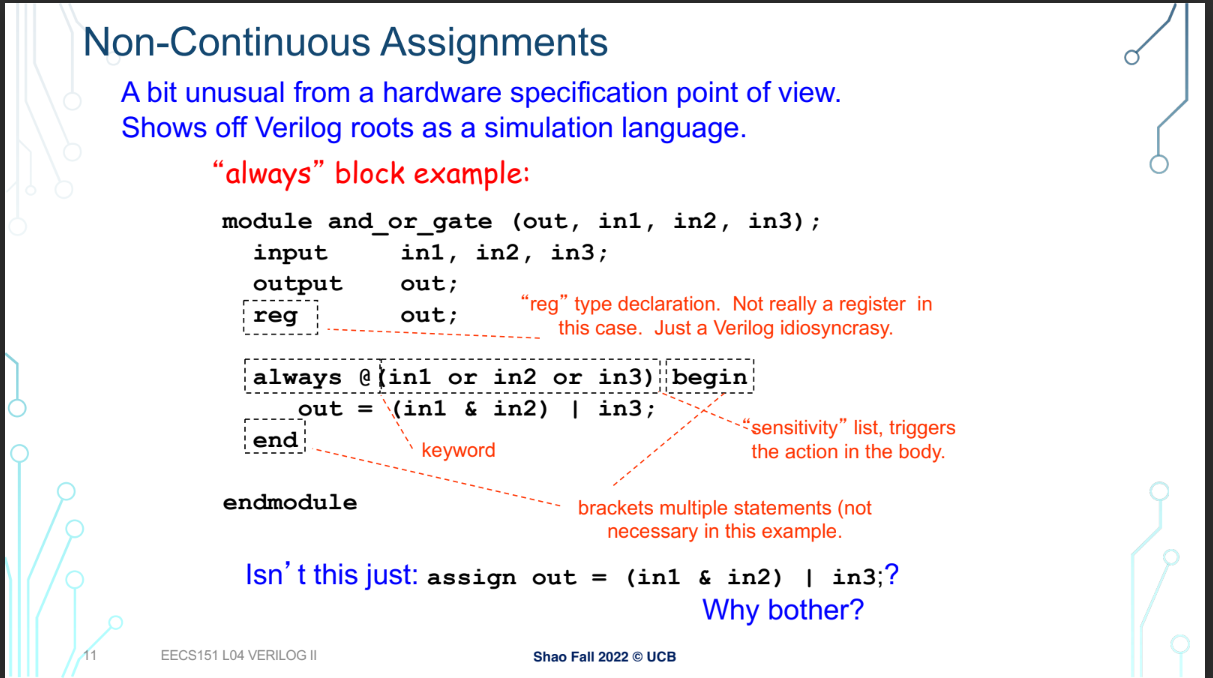 Non-Continuous Assignments
A bit unusual from a hardware specification point of view.
Shows off Verilog roots as a simulation language.
“always” block example:
module and_or_gate (out, in1, in2, in3);
input in1, in2, in3;
output out;
reg out;
“reg” type declaration. Not really a register in
this case. Just a Verilog idiosyncrasy.
always @(in1 or in2 or in3) begin
out = (in1 & in2) | in3;
end
keyword
“sensitivity” list, triggers
the action in the body.
endmodule
brackets multiple statements (not
necessary in this example.
Isn’t this just: assign out = (in1 & in2) | in3;?
Why bother?
11 EECS151 L04 VERILOG II Shao Fall 2022 © UCB